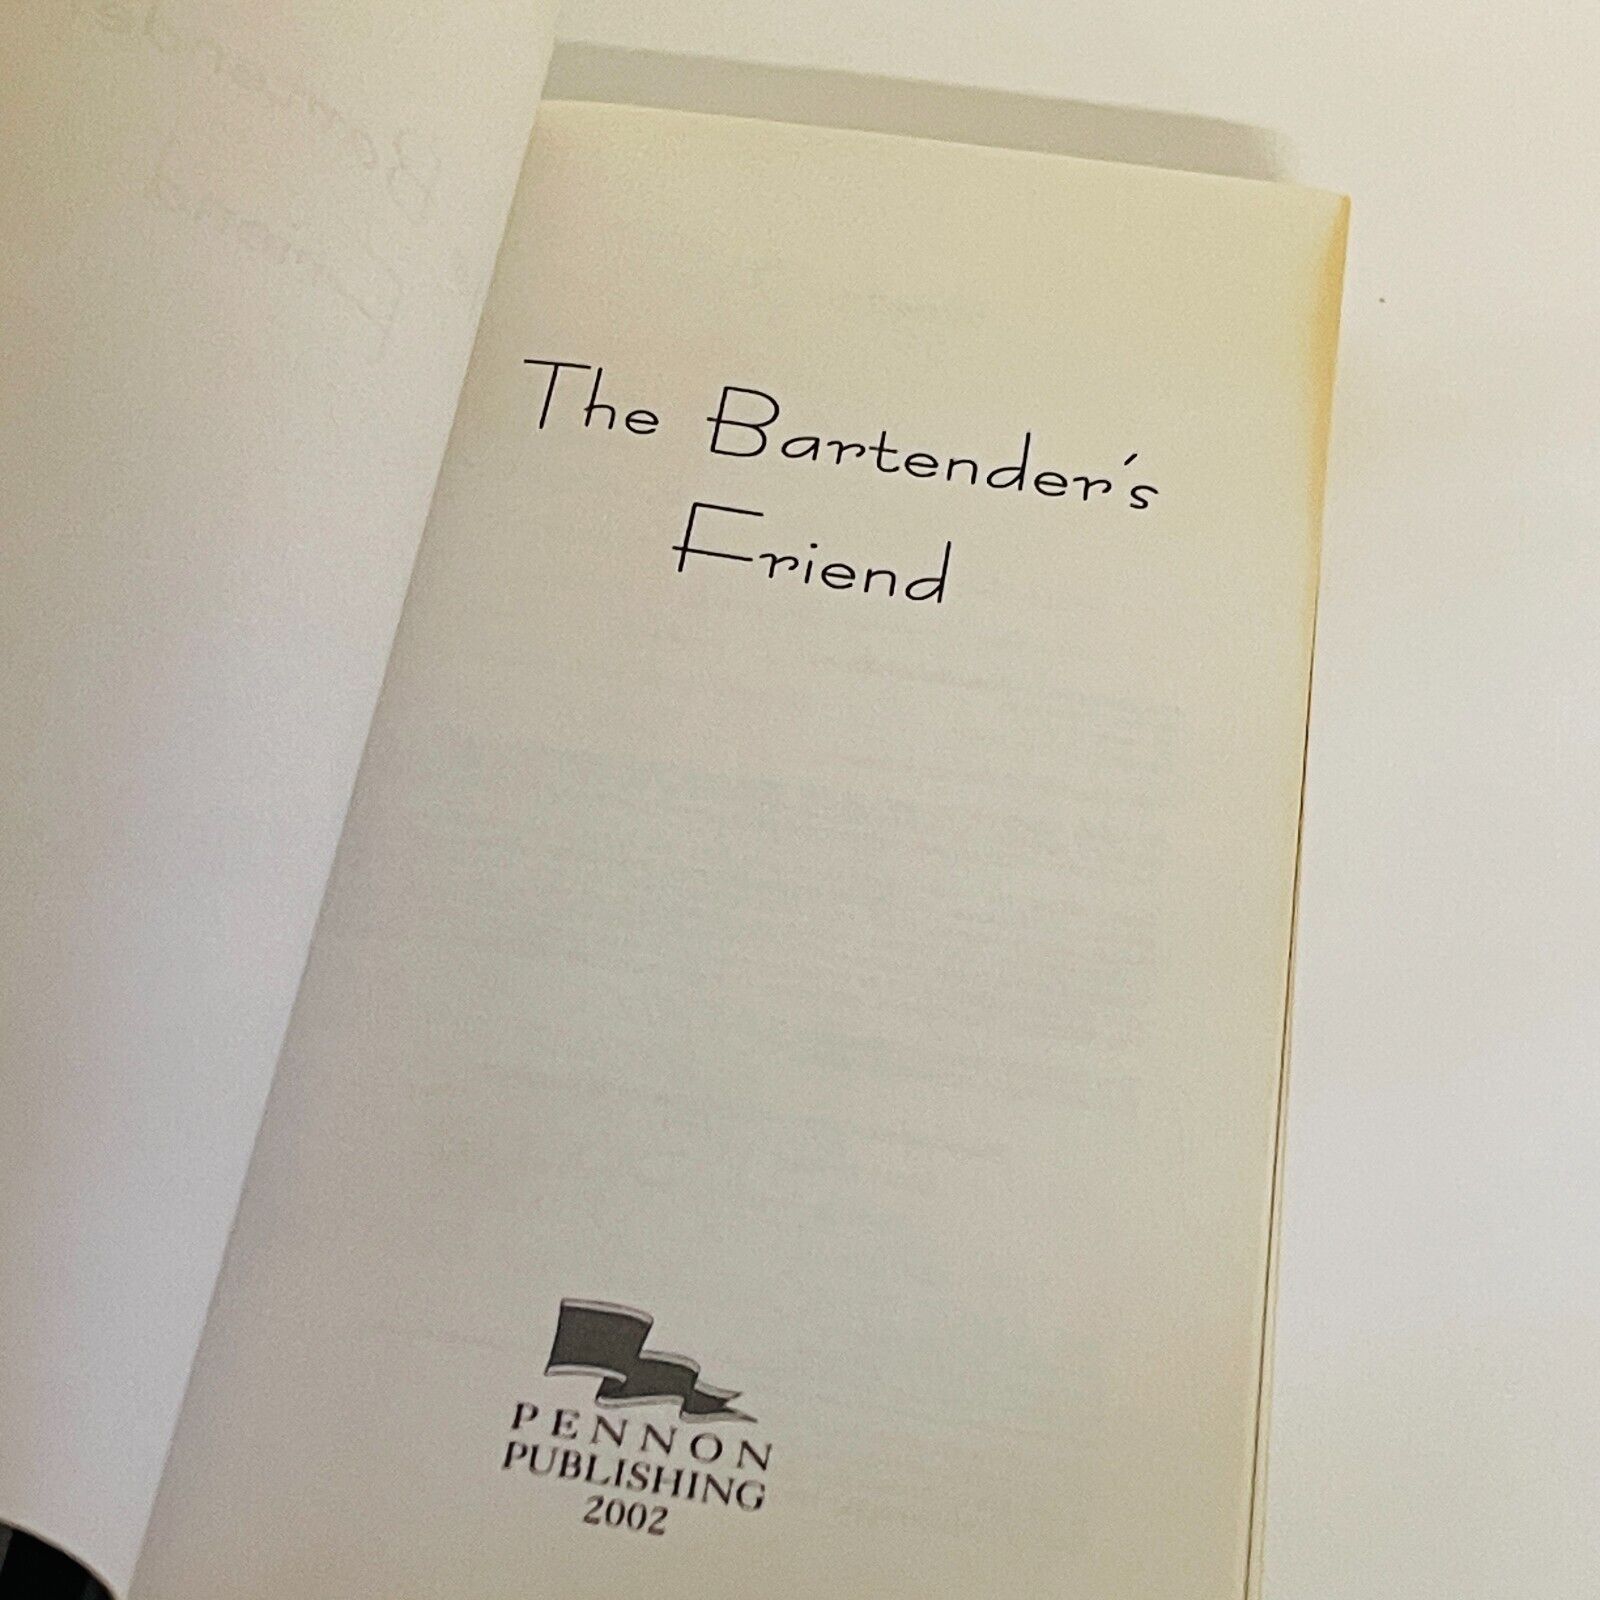 The Bartender's
Friend
PENNON
PUBLISHING
2002